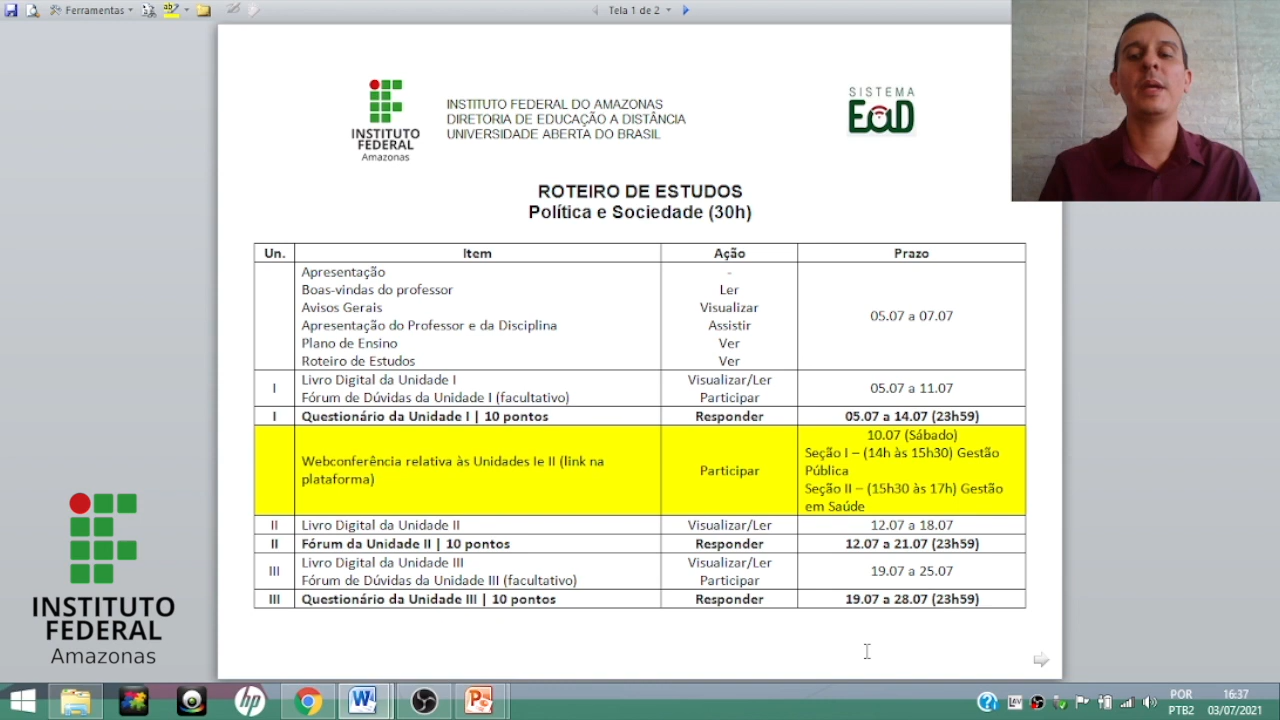 Ferramentas
Tela 1 de 2
INSTITUTO
FEDERAL
Amazonas
INSTITUTO FEDERAL DO AMAZONAS
DIRETORIA DE EDUCAÇÃO A DISTÂNCIA
UNIVERSIDADE ABERTA DO BRASIL
SISTEMA
EaD
ROTEIRO DE ESTUDOS
Política e Sociedade (30h)
Un. Item Ação Prazo
Apresentação -
Boas-vindas do professor Ler
Avisos Gerais Visualizar
05.07 a 07.07
Apresentação do Professor e da Disciplina Assistir
Plano de Ensino Ver
Roteiro de Estudos Ver
I Livro Digital da Unidade I Visualizar/Ler 05.07 a 11.07
Fórum de Dúvidas da Unidade I (facultativo) Participar
I Questionário da Unidade I | 10 pontos Responder 05.07 a 14.07 (23h59)
Webconferência relativa às Unidades Ie II (link na
plataforma)
Participar
10.07 (Sábado)
Seção I – (14h às 15h30) Gestão
Pública
Seção II – (15h30 às 17h) Gestão
em Saúde
II Livro Digital da Unidade II Visualizar/Ler 12.07 a 18.07
II Fórum da Unidade II | 10 pontos Responder 12.07 a 21.07 (23h59)
III Livro Digital da Unidade III Visualizar/Ler 19.07 a 25.07
Fórum de Dúvidas da Unidade III (facultativo) Participar
III Questionário da Unidade III | 10 pontos Responder 19.07 a 28.07 (23h59)
INSTITUTO
FEDERAL
Amazonas
POR
PTB2
16:37
03/07/2021